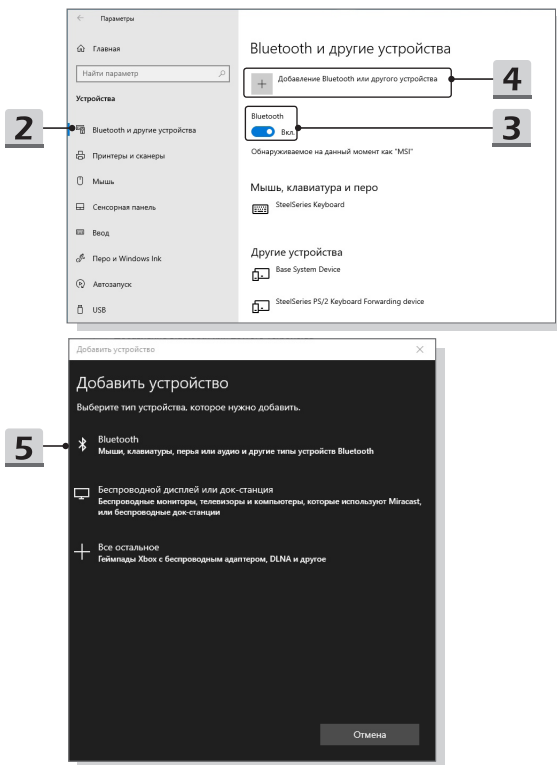 Параметры
Главная
Найти параметр
Устройства
2
Bluetooth и другие устройства
Принтеры и сканеры
Мышь
Сенсорная панель
Ввод
Перо и Windows Ink
Автозапуск
USB
Bluetooth и другие устройства
Добавление Bluetooth или другого устройства
4
Bluetooth
Вкл.
3
Обнаруживаемое на данный момент как "MSI"
Мышь, клавиатура и перо
SteelSeries Keyboard
Другие устройства
Base System Device
SteelSeries PS/2 Keyboard Forwarding device
Добавить устройство
Добавить устройство
Выберите тип устройства, которое нужно добавить.
5
Bluetooth
Мыши, клавиатуры, перья или аудио и другие типы устройств Bluetooth
Беспроводной дисплей или док-станция
Беспроводные мониторы, телевизоры и компьютеры, которые используют Miracast,
или беспроводные док-станции
Все остальное
Геймпады Xbox с беспроводным адаптером, DLNA и другое
Отмена